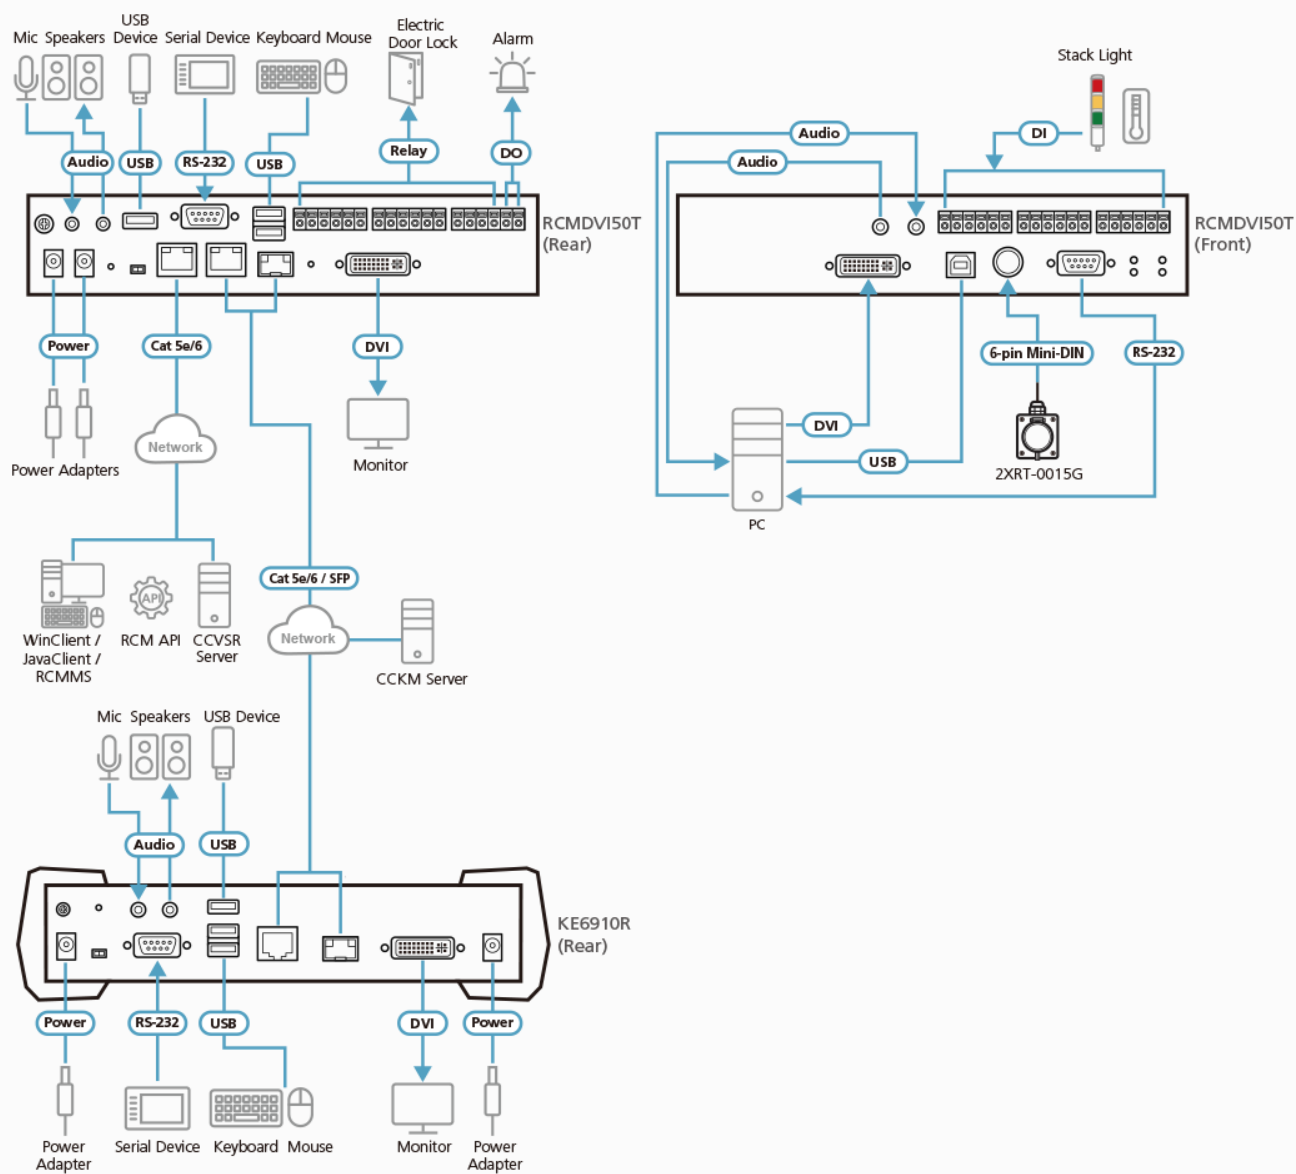 USB
Mic Speakers Device Serial Device Keyboard Mouse
Electric
Door Lock
Alarm
Audio
USB
RS-232
USB
Relay
DO
RCMDVI50T
(Rear)
Power
Cat 5e/6
DVI
Power Adapters
Network
Monitor
WinClient /
JavaClient /
RCMMS
RCM API
API
CCVSR
Server
Cat 5e/6 / SFP
Network
CCKM Server
Stack Light
Audio
DI
Audio
RCMDVI50T
(Front)
6-pin Mini-DIN
RS-232
DVI
USB
2XRT-0015G
PC
Mic Speakers USB Device
Audio
USB
KE6910R
(Rear)
Power
RS-232
USB
DVI
Power
Power
Adapter
Serial Device
Keyboard Mouse
Monitor
Power
Adapter